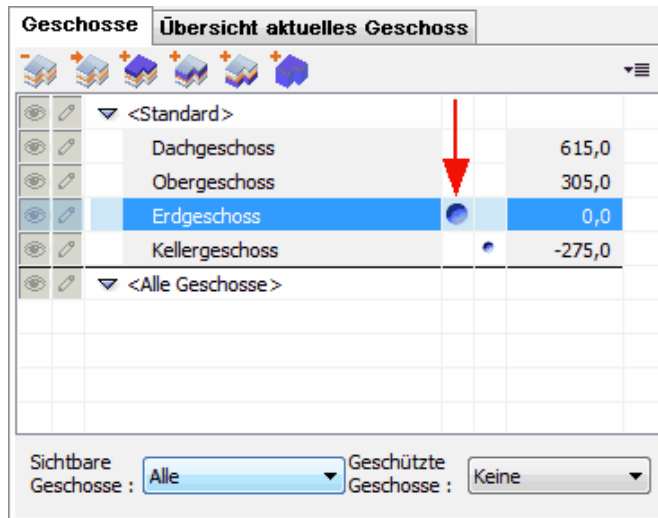 Geschosse Übersicht aktuelles Geschoss
<Standard>
Dachgeschoss 615,0
Obergeschoss 305,0
Erdgeschoss 0,0
Kellergeschoss -275,0
<Alle Geschosse>
Sichtbare Geschosse : Alle Geschützte Geschosse : Keine